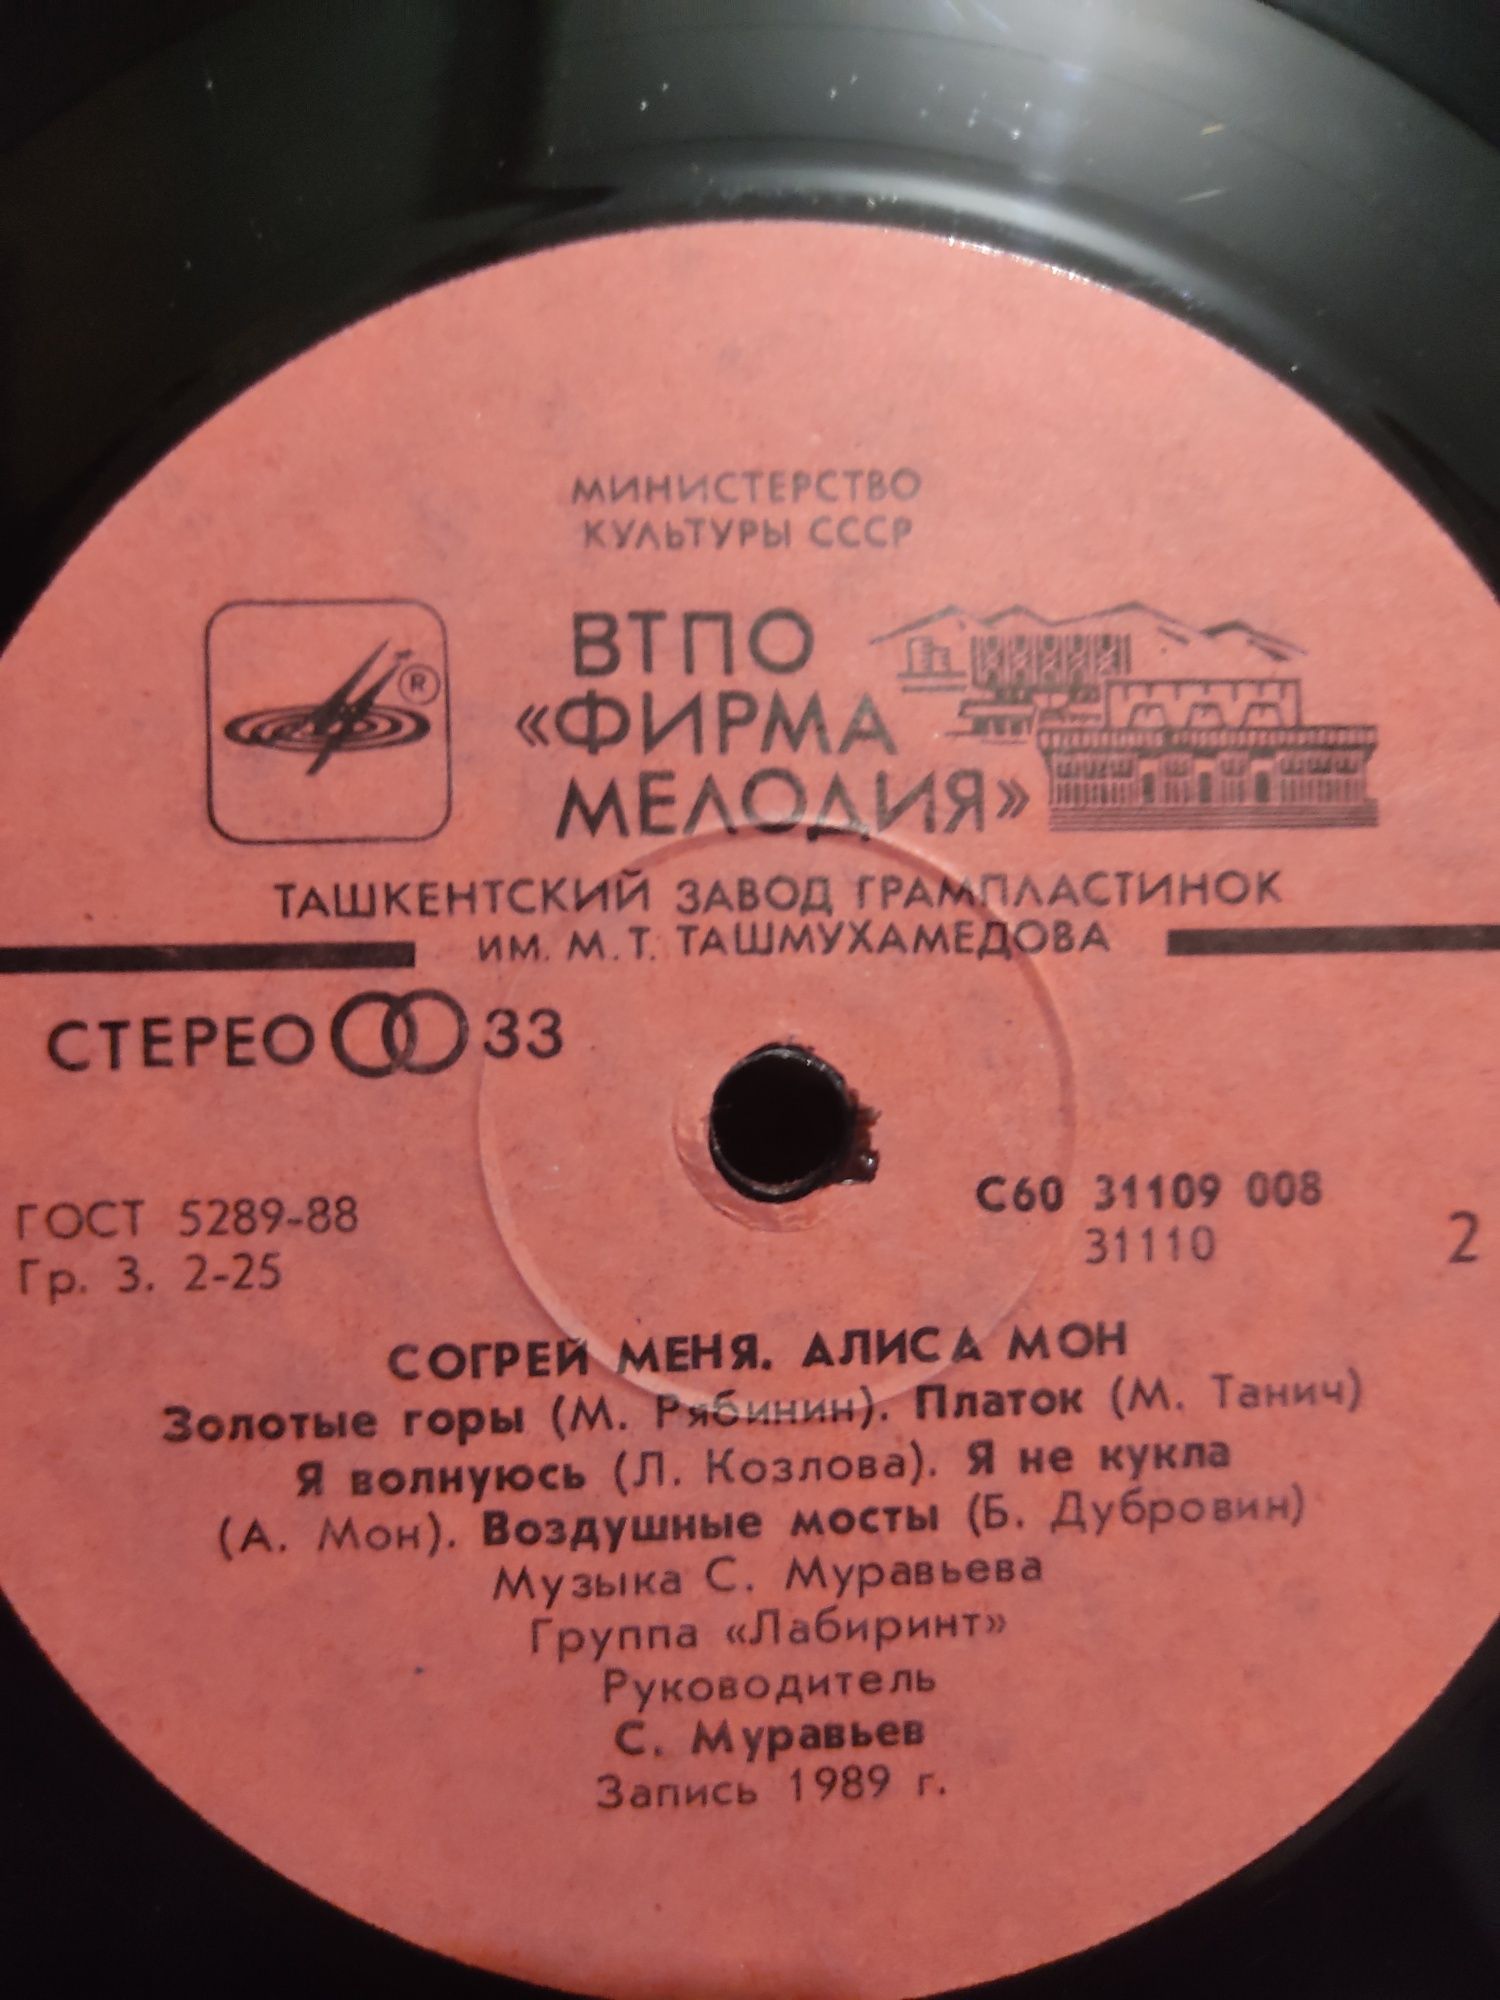 МИНИСТЕРСТВО
КУЛЬТУРЫ СССР
ВТПО
«ФИРМА
МЕЛОДИЯ»
®
ТАШКЕНТСКИЙ ЗАВОД ГРАМПЛАСТИНОК
ИМ. М. Т. ТАШМУХАМЕДОВА
СТЕРЕО 33
ГОСТ 5289-88
Гр. 3. 2-25
С60 31109 008
31110
2
СОГРЕЙ МЕНЯ. АЛИСА МОН
Золотые горы (М. Рябинин). Платок (М. Танич)
Я волнуюсь (Л. Козлова). Я не кукла
(А. Мон). Воздушные мосты (Б. Дубровин)
Музыка С. Муравьева
Группа «Лабиринт»
Руководитель
С. Муравьев
Запись 1989 г.